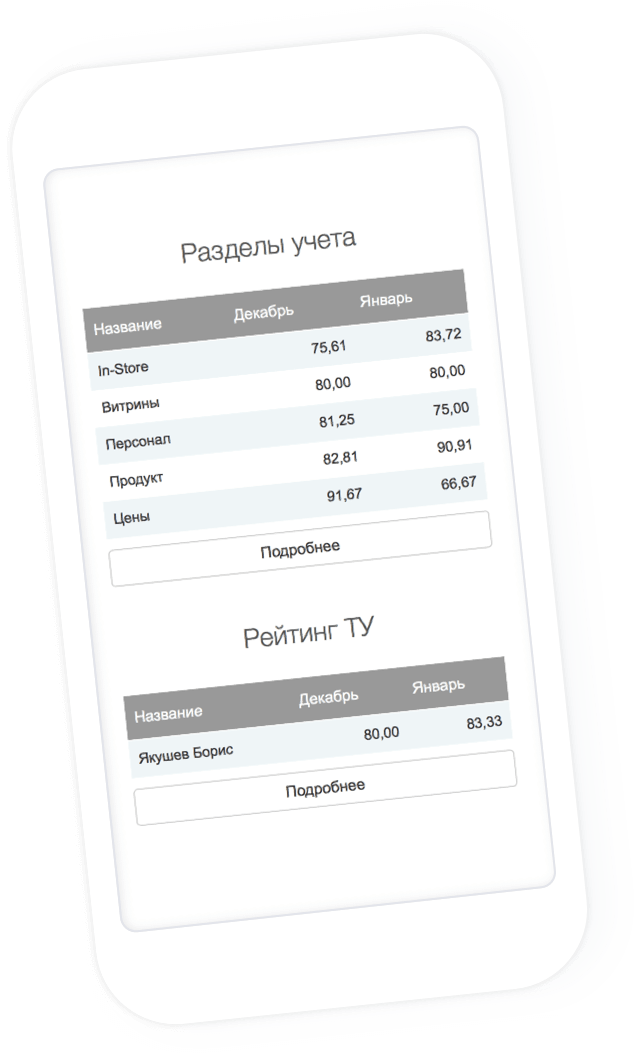 Разделы учета
Название Декабрь Январь
In-Store 75,61 83,72
Витрины 80,00 80,00
Персонал 81,25 75,00
Продукт 82,81 90,91
Цены 91,67 66,67
Подробнее
Рейтинг ТУ
Название Декабрь Январь
Якушев Борис 80,00 83,33
Подробнее